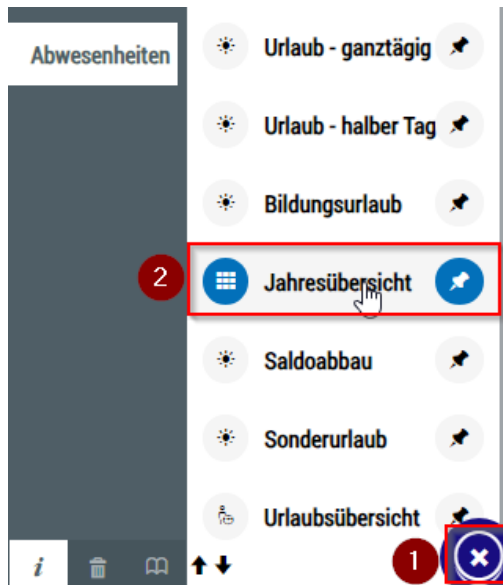 Abwesenheiten
Urlaub - ganztägig
Urlaub - halber Tag
Bildungsurlaub
2
Jahresübersicht
Saldoabbau
Sonderurlaub
Urlaubsübersicht
i
1